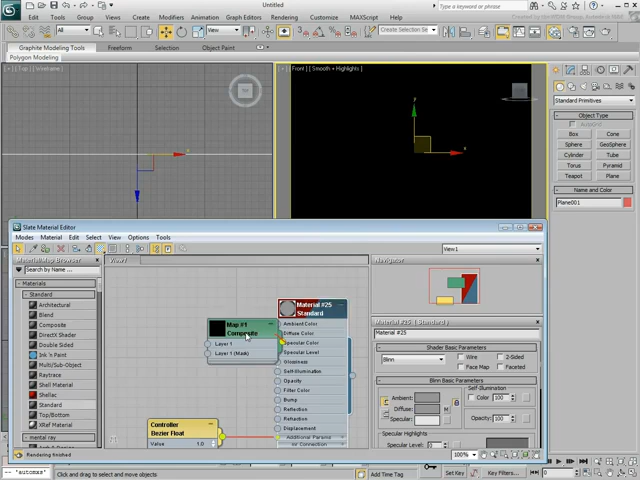 Untitled
Type a keyword or phrase
Edit Tools Group Views Create Modifiers Animation Graph Editors Rendering Customize MAXScript Help
All View Create Selection Se
Graphite Modeling Tools Freeform Selection Object Paint
Polygon Modeling
[ + ] [ Top ] [ Wireframe ]
[ + ] [ Front ] [ Smooth + Highlights ]
Standard Primitives
Object Type
AutoGrid
Box Cone
Sphere GeoSphere
Cylinder Tube
Torus Pyramid
Teapot Plane
Name and Color
Plane001
Slate Material Editor
Modes Material Edit Select View Options Tools
View1
Material/Map Browser
Search by Name ...
- Materials
- Standard
Architectural
Blend
Composite
DirectX Shader
Double Sided
Ink 'n Paint
Multi/Sub-Object
Raytrace
Shell Material
Shellac
Standard
Top/Bottom
- mental ray
Rendering finished
View1
Map #1
Composite
Layer 1
Layer 1 (Mask)
Material #25
Standard
Ambient Color
Diffuse Color
Specular Color
Specular Level
Glossiness
Self-Illumination
Opacity
Filter Color
Bump
Reflection
Refraction
Displacement
Additional Params
mr Connection
Controller
Bezier Float
Value 1.0
Navigator
Material #25 ( Standard )
Material #25
Shader Basic Parameters
Blinn
Wire 2-Sided
Face Map Faceted
Blinn Basic Parameters
Self-Illumination
Ambient:
Color 100
Diffuse:
Specular:
Opacity: 100
Specular Highlights
Specular Level: 0
100%
"automxs"
Click and drag to select and move objects
Add Time Tag
Set Key Key Filters...
0